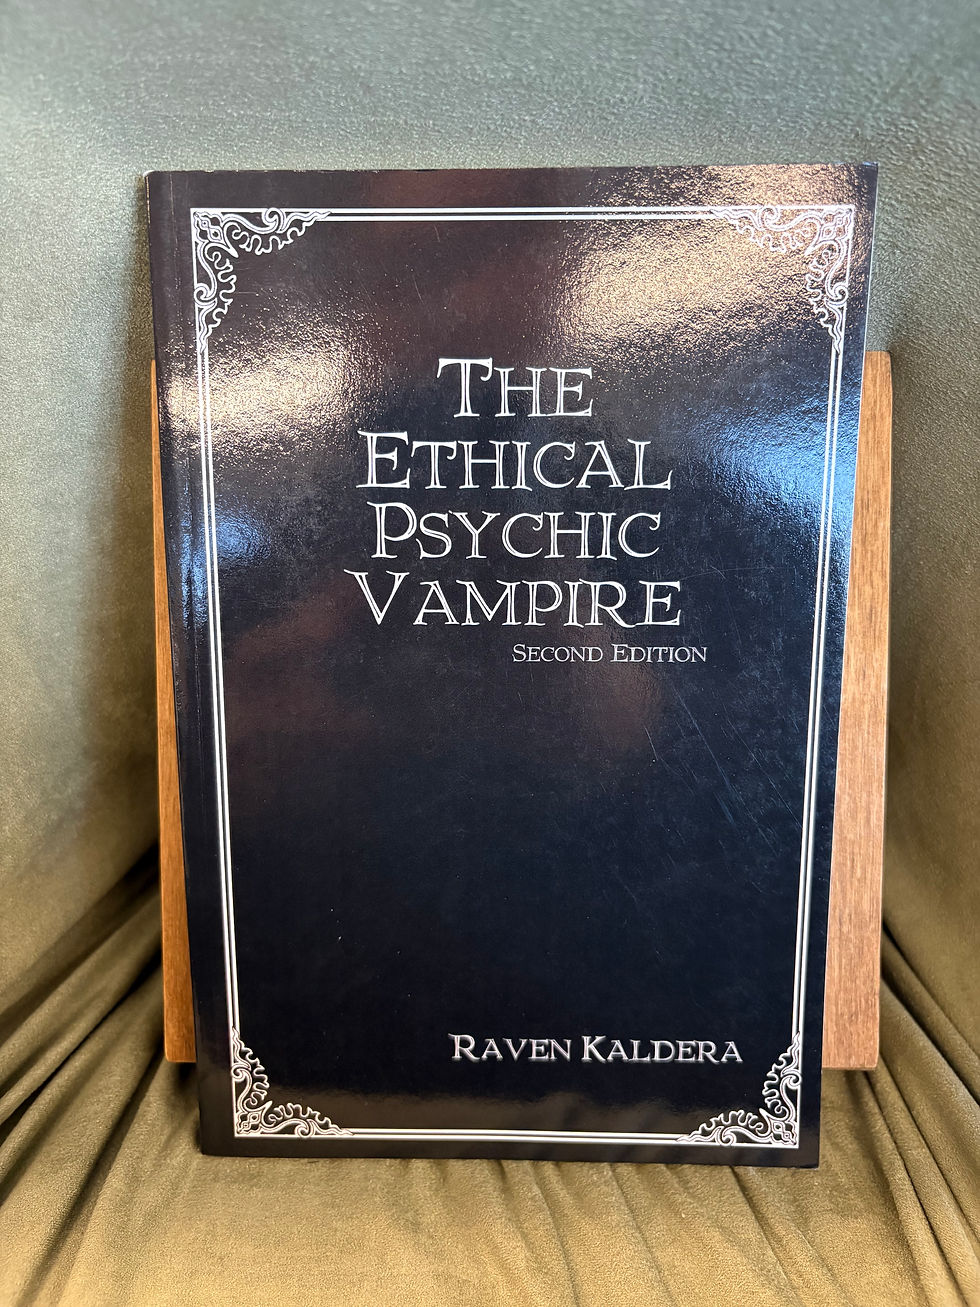 The
Ethical
Psychic
Vampire
Second Edition
Raven Kaldera